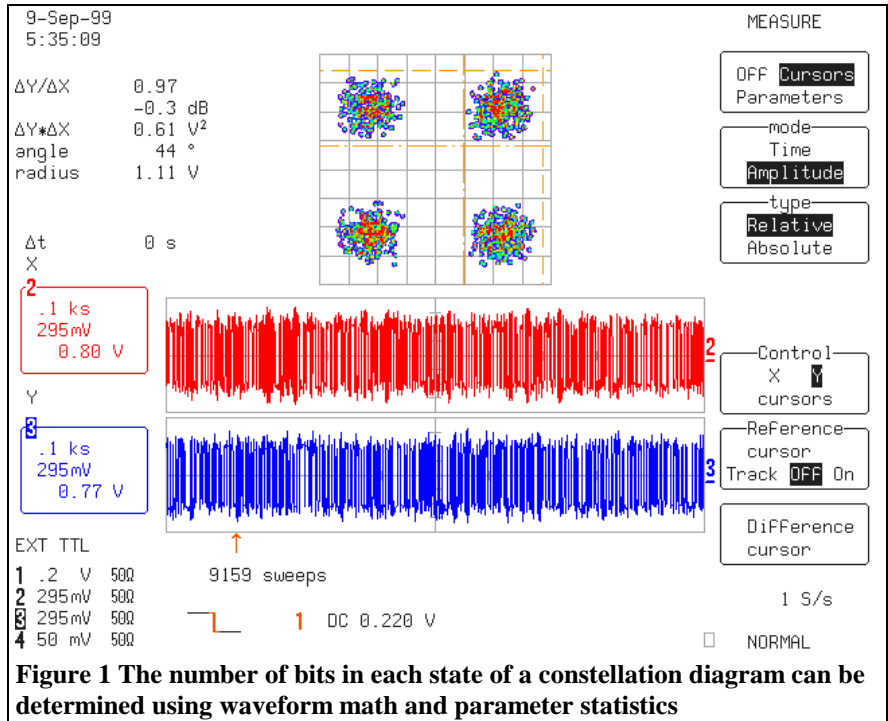 9-Sep-99
5:35:09
MEASURE
OFF Cursors
Parameters
mode
Time
Amplitude
type
Relative
Absolute
ΔY/ΔX 0.97
-0.3 dB
ΔY*ΔX 0.61 V²
angle 44 °
radius 1.11 V
Δt 0 s
X
2
.1 ks
295mV
0.80 V
2
Y
3
.1 ks
295mV
0.77 V
3
Control
X Y
cursors
Reference
cursor
Track OFF On
Difference
cursor
EXT TTL
1 .2 V 50Ω
2 295mV 50Ω
3 295mV 50Ω
4 50 mV 50Ω
9159 sweeps
1 DC 0.220 V
1 S/s
NORMAL
Figure 1 The number of bits in each state of a constellation diagram can be
determined using waveform math and parameter statistics